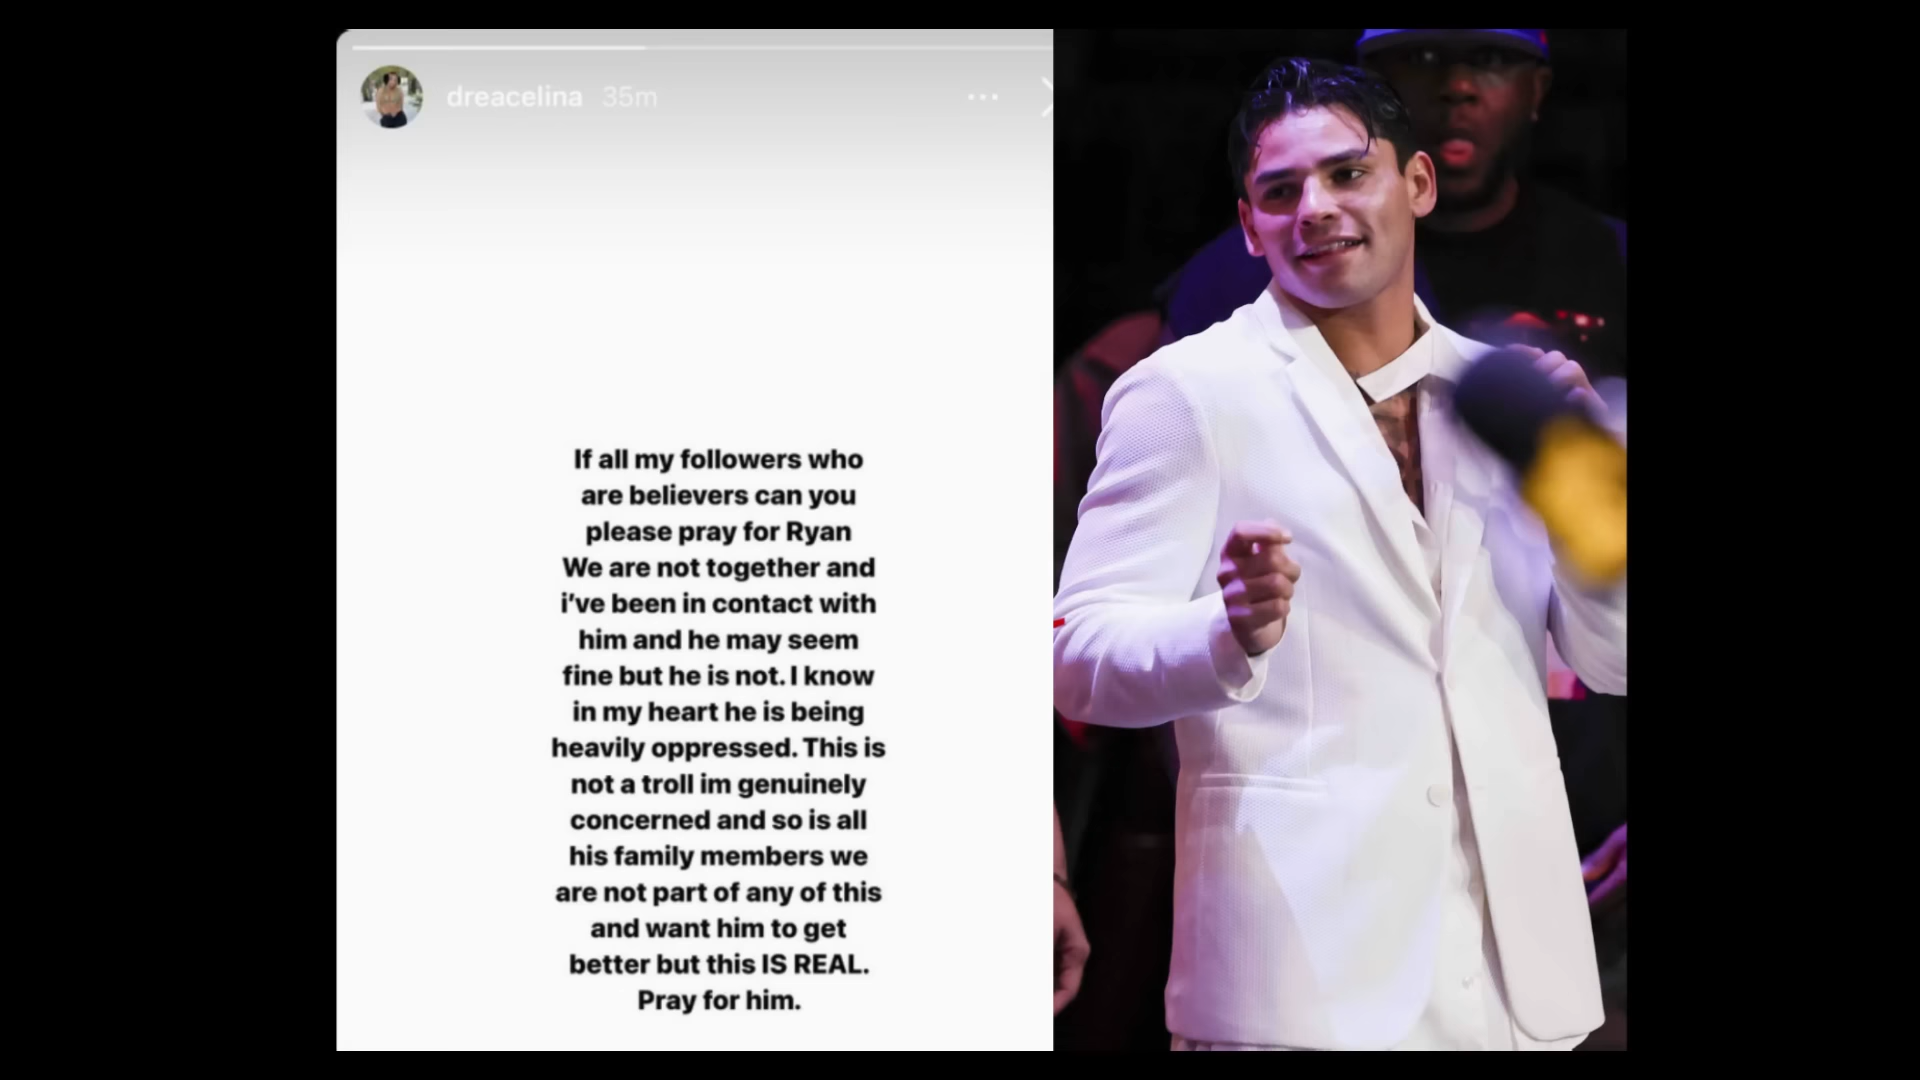 dreacelina 35m
If all my followers who
are believers can you
please pray for Ryan
We are not together and
i've been in contact with
him and he may seem
fine but he is not. I know
in my heart he is being
heavily oppressed. This is
not a troll im genuinely
concerned and so is all
his family members we
are not part of any of this
and want him to get
better but this IS REAL.
Pray for him.